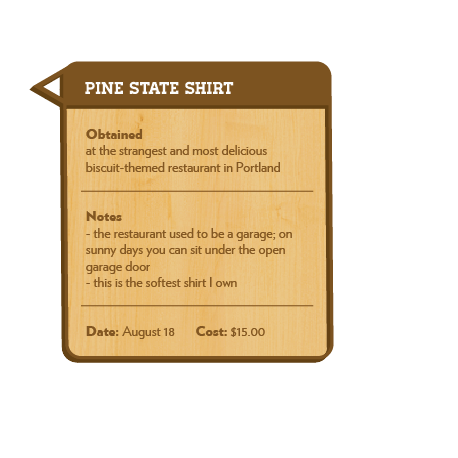 PINE STATE SHIRT
Obtained
at the strangest and most delicious
biscuit-themed restaurant in Portland
Notes
- the restaurant used to be a garage; on
sunny days you can sit under the open
garage door
- this is the softest shirt I own
Date: August 18 Cost: $15.00